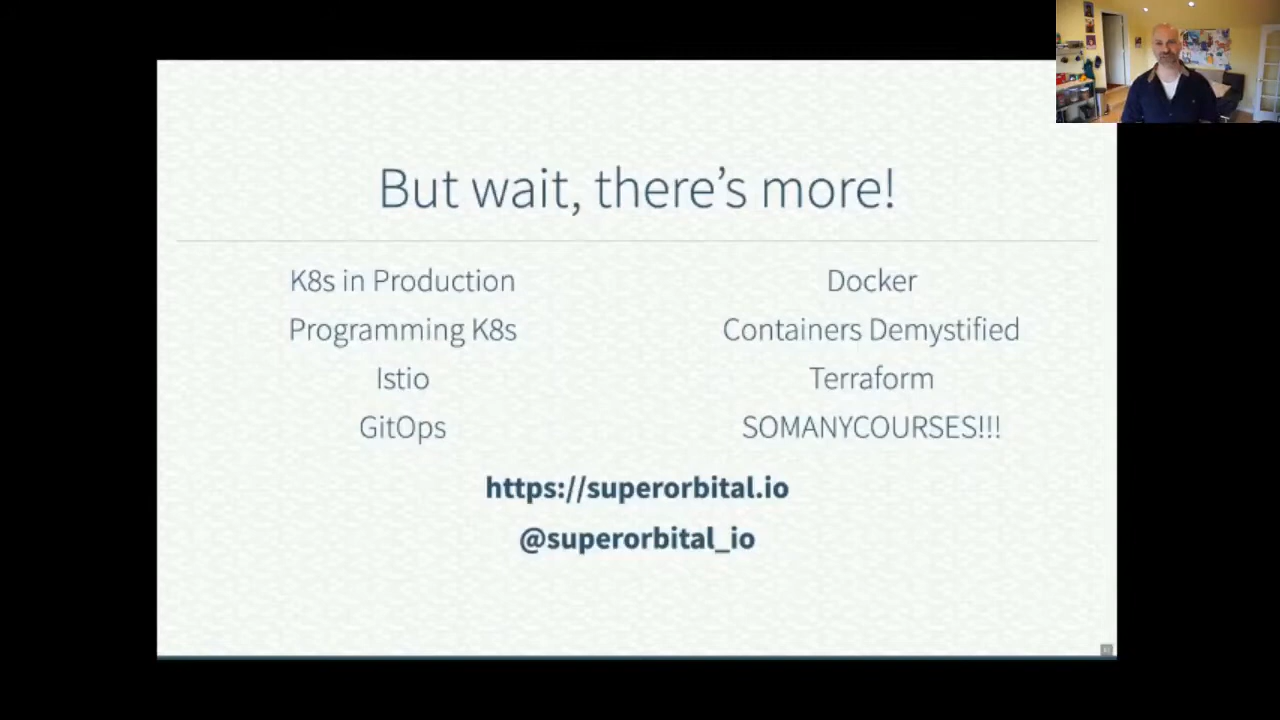 But wait, there's more!
K8s in Production
Programming K8s
Istio
GitOps
Docker
Containers Demystified
Terraform
SOMANYCOURSES!!!
https://superorbital.io
@superorbital_io